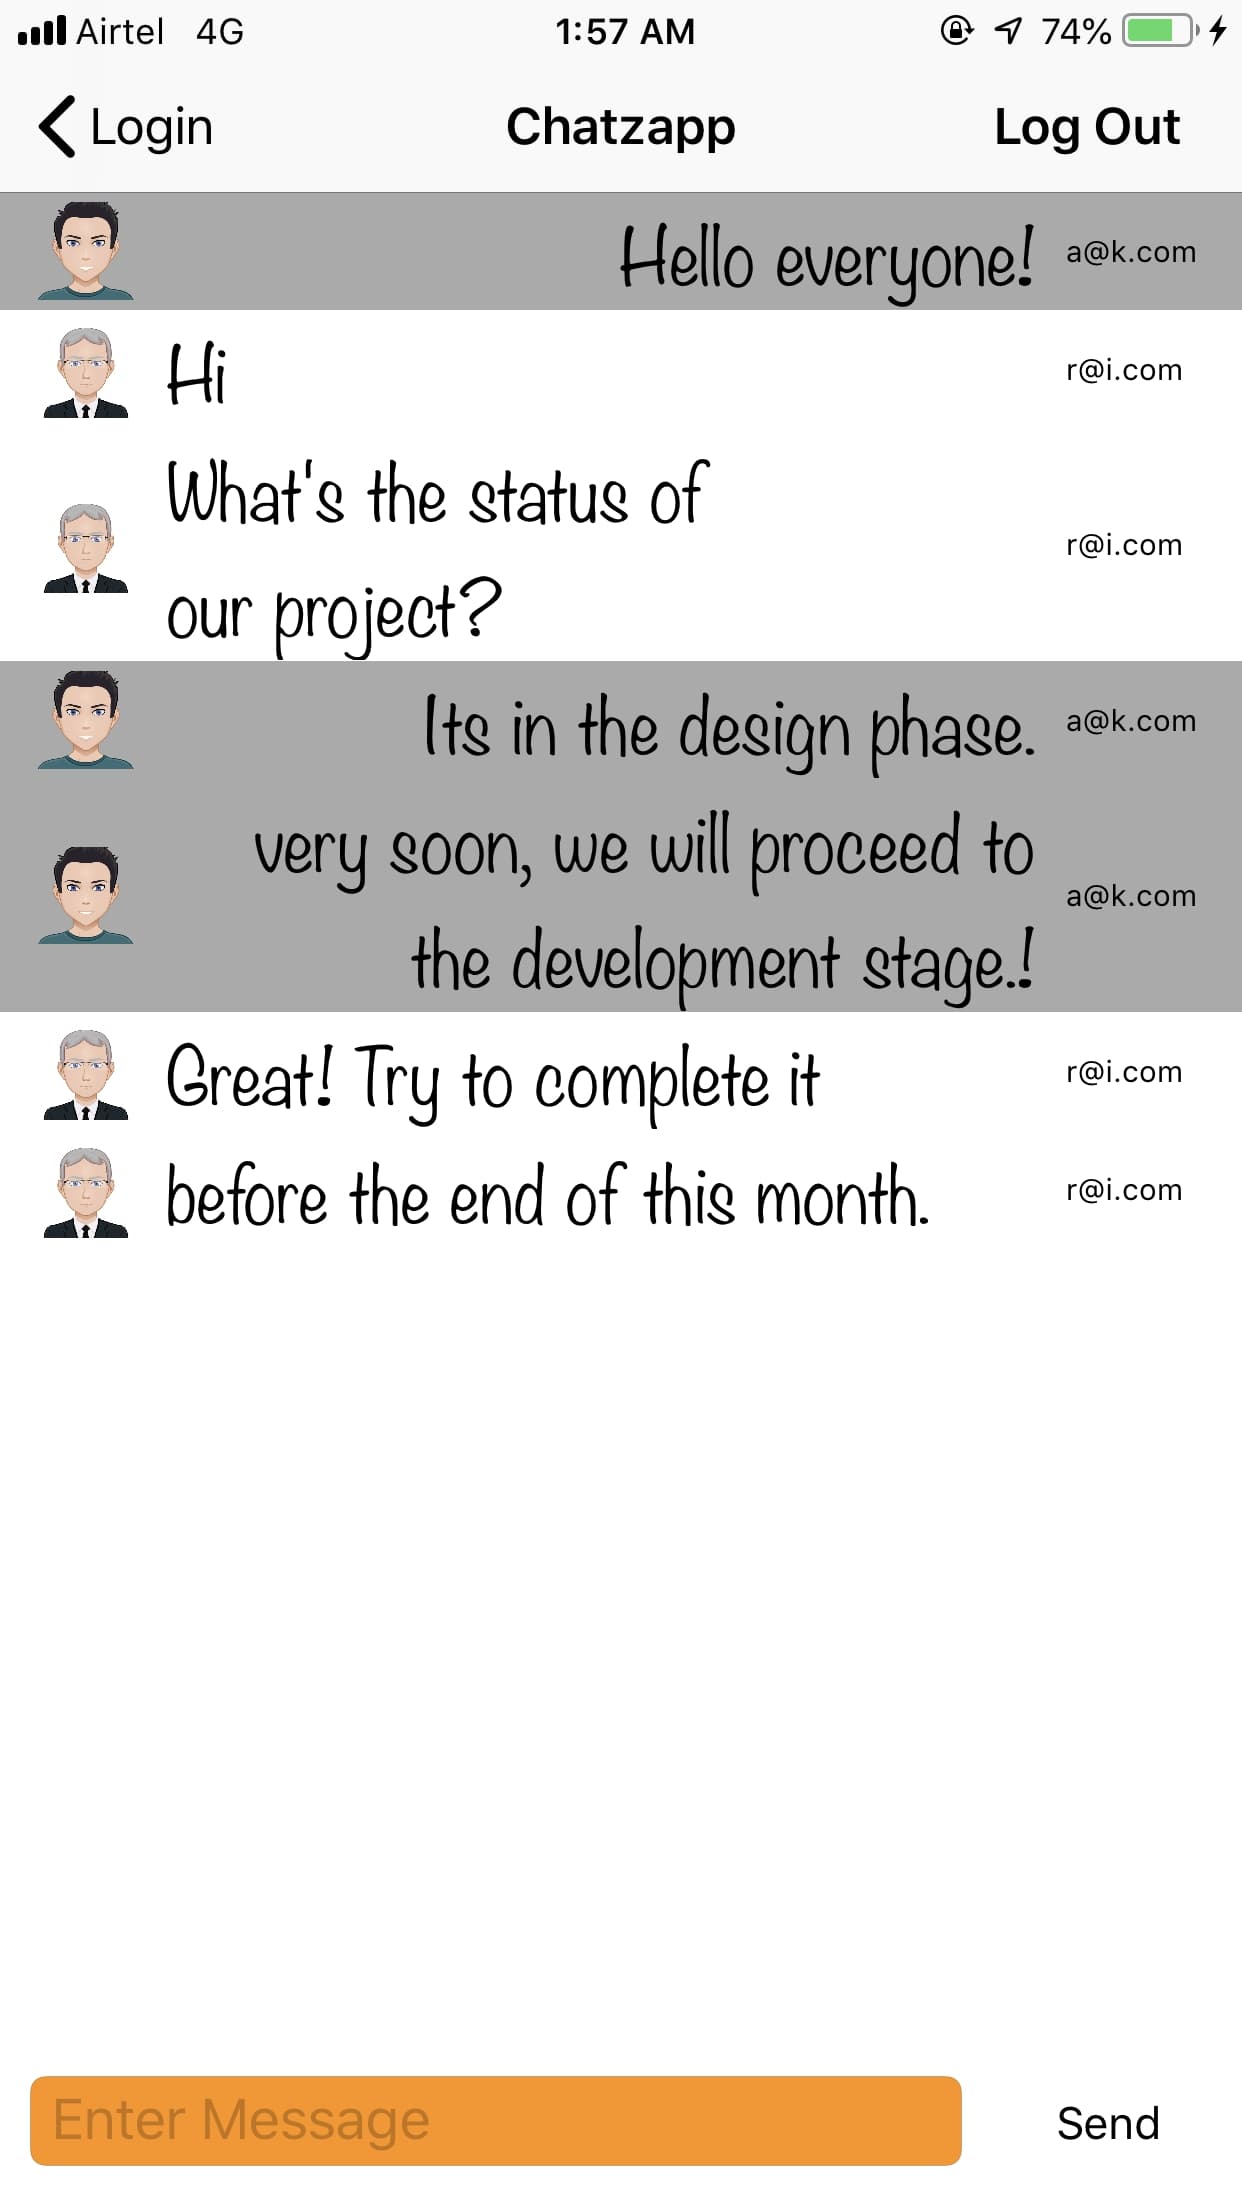 Airtel 4G 1:57 AM 74%
Login Chatzapp Log Out
Hello everyone! a@k.com
Hi r@i.com
What's the status of
our project?
r@i.com
Its in the design phase. a@k.com
very soon, we will proceed to
the development stage.!
a@k.com
Great! Try to complete it r@i.com
before the end of this month. r@i.com
Enter Message Send